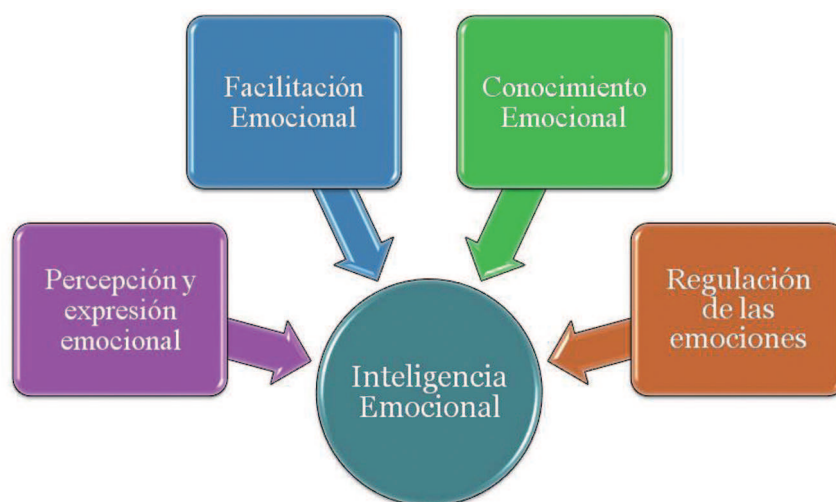 Facilitación
Emocional
Conocimiento
Emocional
Percepción y
expresión
emocional
Regulación
de las
emociones
Inteligencia
Emocional